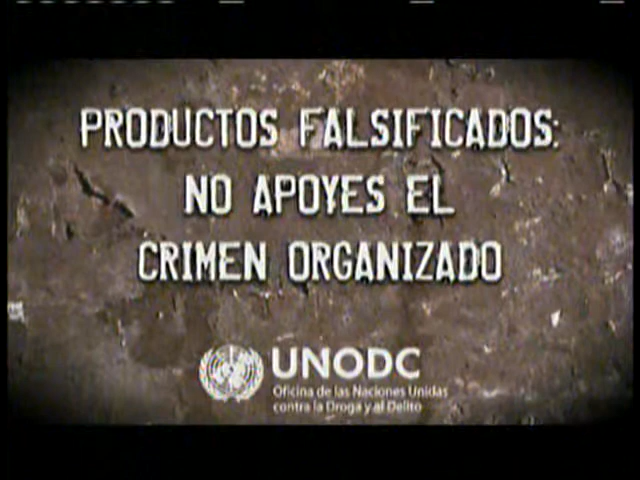 PRODUCTOS FALSIFICADOS:
NO APOYES EL
CRIMEN ORGANIZADO
UNODC
Oficina de las Naciones Unidas
contra la Droga y el Delito